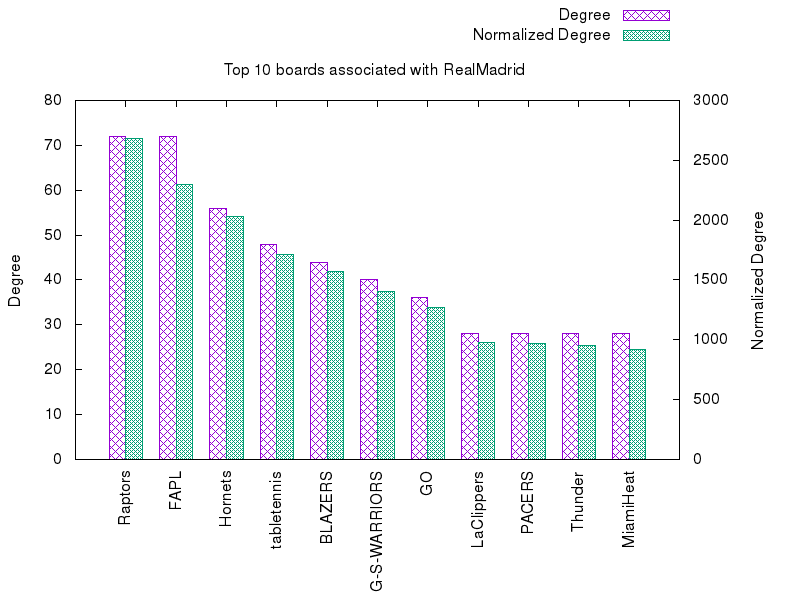 Degree
Normalized Degree
Top 10 boards associated with RealMadrid
80
70
60
50
40
30
20
10
0
3000
2500
2000
1500
1000
500
0
Degree
Normalized Degree
Raptors
FAPL
Hornets
tabletennis
BLAZERS
G-S-WARRIORS
GO
LaClippers
PACERS
Thunder
MiamiHeat